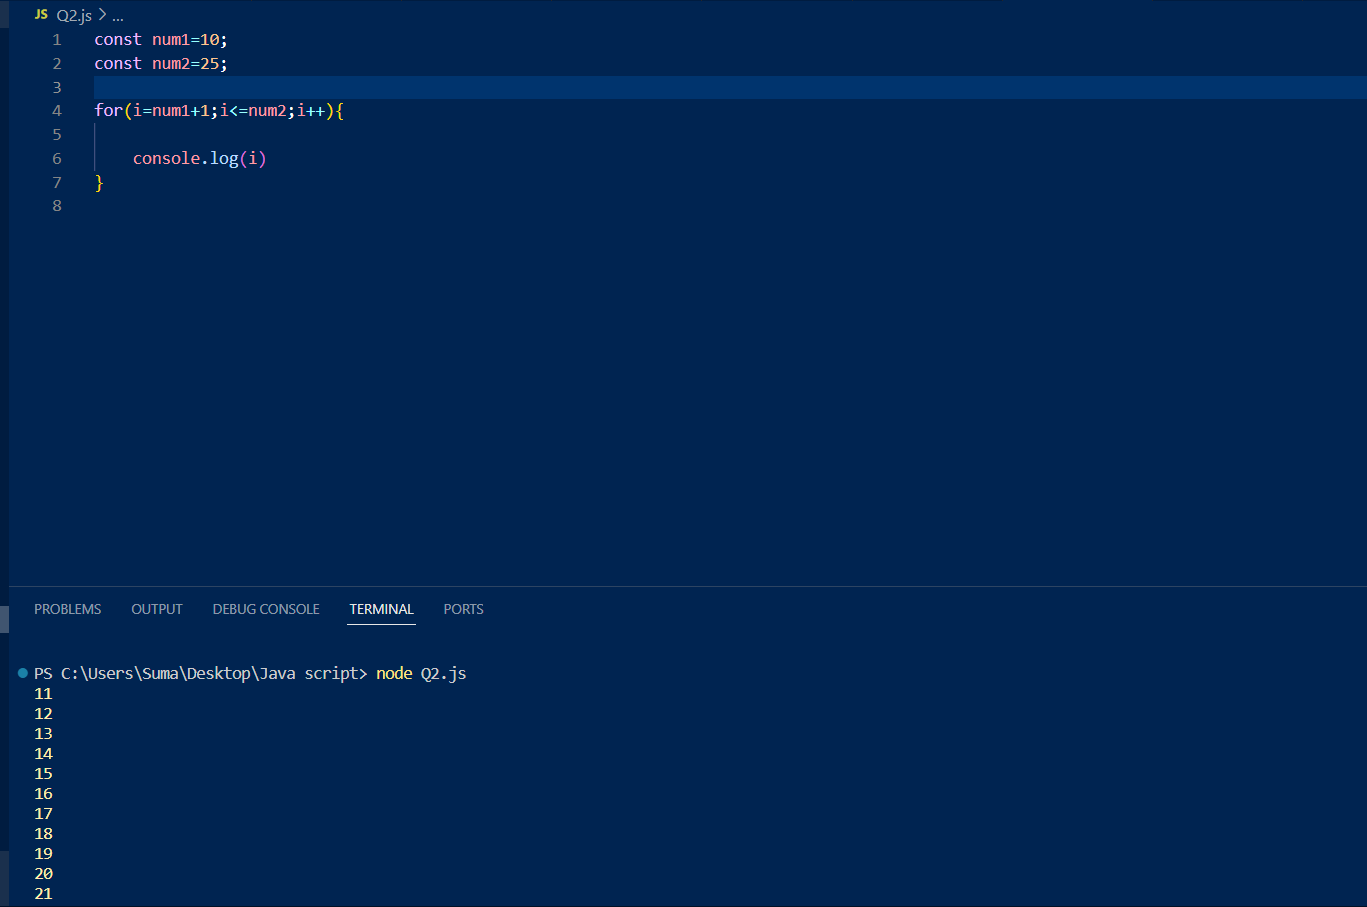 JS Q2.js > ...
1 const num1=10;
2 const num2=25;
3
4 for(i=num1+1;i<=num2;i++){
5
6 console.log(i)
7 }
8
PROBLEMS OUTPUT DEBUG CONSOLE TERMINAL PORTS
PS C:\Users\Suma\Desktop\Java script> node Q2.js
11
12
13
14
15
16
17
18
19
20
21